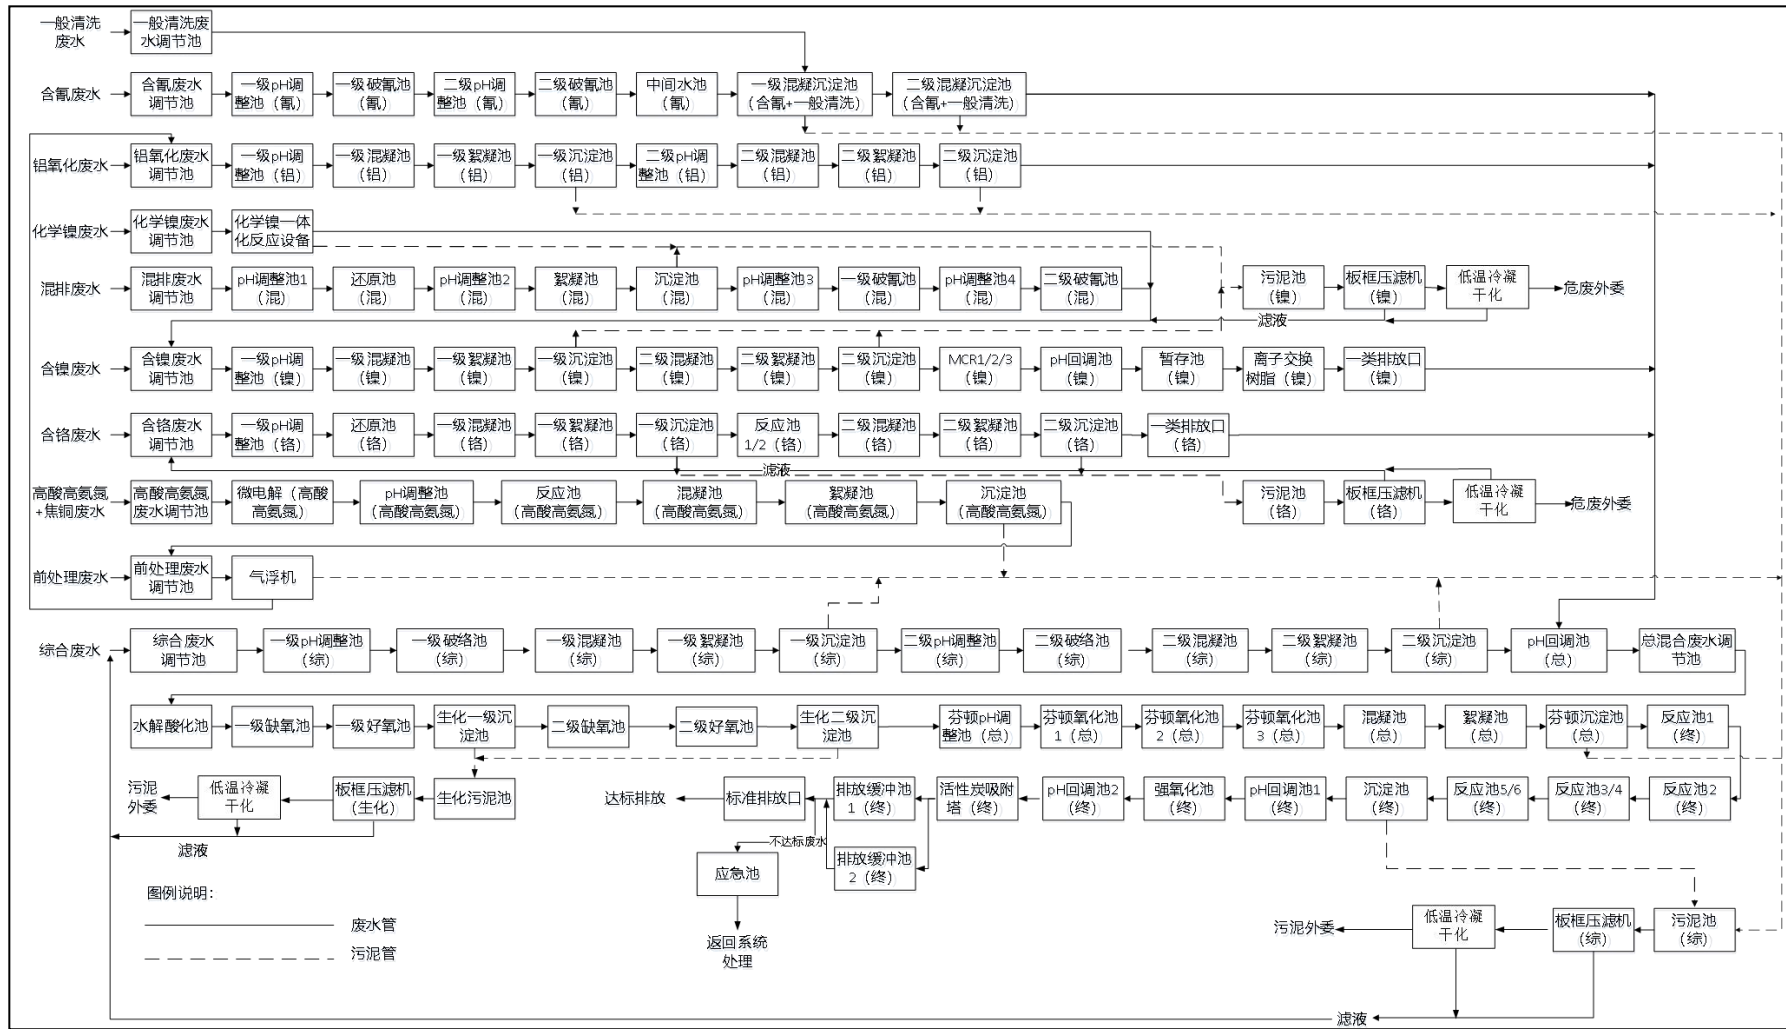 一般清洗
废水
一般清洗废
水调节池
含氰废水
含氰废水
调节池
一级pH调
整池（氰）
一级破氰池
（氰）
二级pH调
整池（氰）
二级破氰池
（氰）
中间水池
（氰）
一级混凝沉淀池
（含氰+一般清洗）
二级混凝沉淀池
（含氰+一般清洗）
铝氧化废水
铝氧化废水
调节池
一级pH调
整池（铝）
一级混凝池
（铝）
一级絮凝池
（铝）
一级沉淀池
（铝）
二级pH调
整池（铝）
二级混凝池
（铝）
二级絮凝池
（铝）
二级沉淀池
（铝）
化学镍废水
化学镍废水
调节池
化学镍一体
化反应设备
混排废水
混排废水
调节池
pH调整池1
（混）
还原池
（混）
pH调整池2
（混）
絮凝池
（混）
沉淀池
（混）
pH调整池3
（混）
一级破氰池
（混）
pH调整池4
（混）
二级破氰池
（混）
污泥池
（镍）
板框压滤机
（镍）
低温冷凝
干化
危废外委
滤液
含镍废水
含镍废水
调节池
一级pH调
整池（镍）
一级混凝池
（镍）
一级絮凝池
（镍）
一级沉淀池
（镍）
二级混凝池
（镍）
二级絮凝池
（镍）
二级沉淀池
（镍）
MCR1/2/3
（镍）
pH回调池
（镍）
暂存池
（镍）
离子交换
树脂（镍）
一类排放口
（镍）
含铬废水
含铬废水
调节池
一级pH调
整池（铬）
还原池
（铬）
一级混凝池
（铬）
一级絮凝池
（铬）
一级沉淀池
（铬）
反应池
1/2（铬）
二级混凝池
（铬）
二级絮凝池
（铬）
二级沉淀池
（铬）
一类排放口
（铬）
滤液
高酸高氨氮
+焦铜废水
高酸高氨氮
废水调节池
微电解（高酸
高氨氮）
pH调整池
（高酸高氨氮）
反应池
（高酸高氨氮）
混凝池
（高酸高氨氮）
絮凝池
（高酸高氨氮）
沉淀池
（高酸高氨氮）
污泥池
（铬）
板框压滤机
（铬）
低温冷凝
干化
危废外委
前处理废水
前处理废水
调节池
气浮机
综合废水
综合废水
调节池
一级pH调整池
（综）
一级破络池
（综）
一级混凝池
（综）
一级絮凝池
（综）
一级沉淀池
（综）
二级pH调整池
（综）
二级破络池
（综）
二级混凝池
（综）
二级絮凝池
（综）
二级沉淀池
（综）
pH回调池
（总）
总混合废水调
节池
水解酸化池
一级缺氧池
一级好氧池
生化一级沉
淀池
二级缺氧池
二级好氧池
生化二级沉
淀池
芬顿pH调
整池（总）
芬顿氧化池
1（总）
芬顿氧化池
2（总）
芬顿氧化池
3（总）
混凝池
（总）
絮凝池
（总）
芬顿沉淀池
（总）
反应池1
（终）
污泥
外委
低温冷凝
干化
板框压滤机
（生化）
生化污泥池
达标排放
标准排放口
排放缓冲池
1（终）
活性炭吸附
塔（终）
pH回调池2
（终）
强氧化池
（终）
pH回调池1
（终）
沉淀池
（终）
反应池5/6
（终）
反应池3/4
（终）
反应池2
（终）
滤液
不达标废水
应急池
排放缓冲池
2（终）
图例说明：
废水管
污泥管
返回系统
处理
污泥外委
低温冷凝
干化
板框压滤机
（综）
污泥池
（综）
滤液